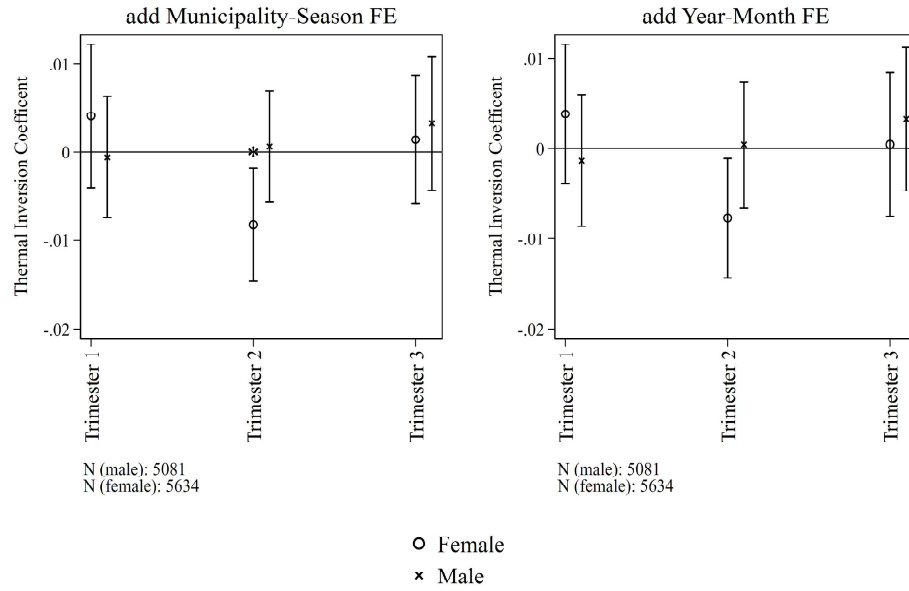 add Municipality-Season FE
Thermal Inversion Coefficient
.01
0
-.01
-.02
*
Trimester 1
Trimester 2
Trimester 3
N (male): 5081
N (female): 5634
add Year-Month FE
Thermal Inversion Coefficent
.01
0
-.01
-.02
Trimester 1
Trimester 2
Trimester 3
N (male): 5081
N (female): 5634
Female
Male